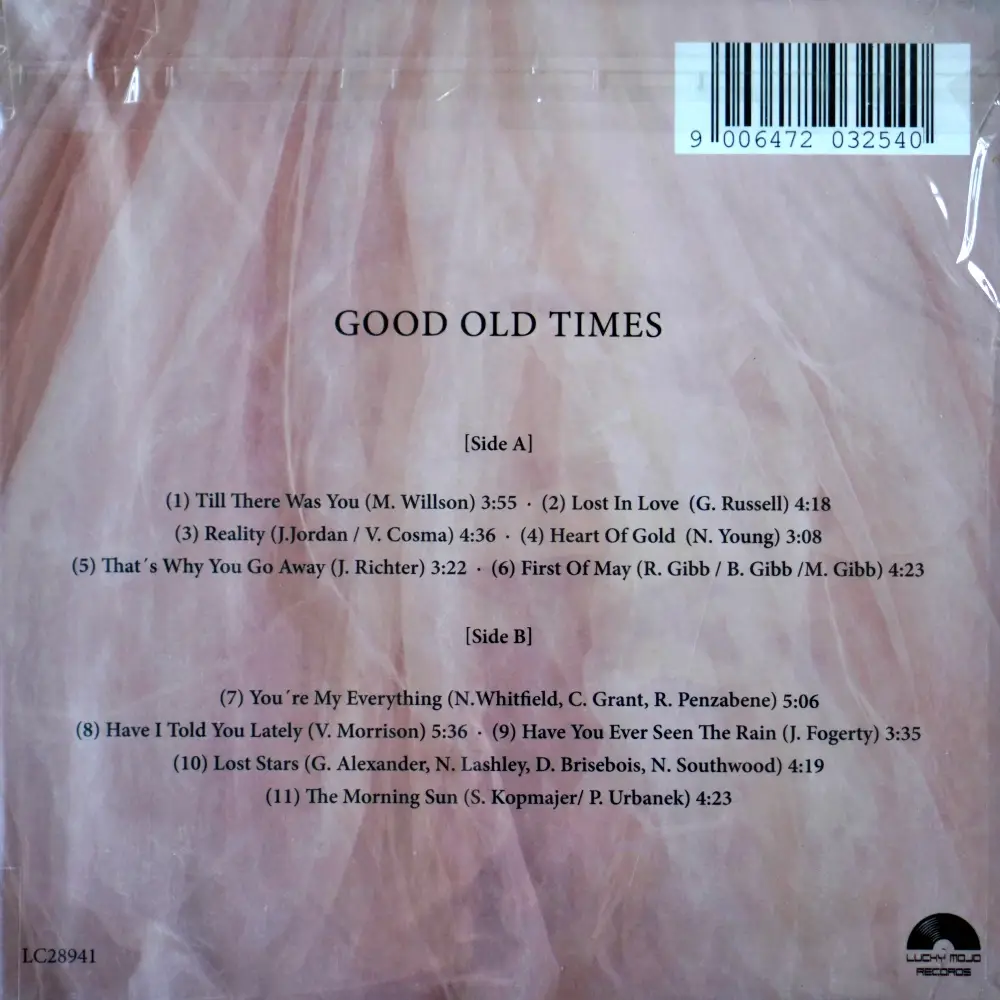 9 006472 032540
GOOD OLD TIMES
[Side A]
(1) Till There Was You (M. Willson) 3:55 · (2) Lost In Love (G. Russell) 4:18
(3) Reality (J.Jordan / V. Cosma) 4:36 · (4) Heart Of Gold (N. Young) 3:08
(5) That´s Why You Go Away (J. Richter) 3:22 · (6) First Of May (R. Gibb / B. Gibb /M. Gibb) 4:23
[Side B]
(7) You´re My Everything (N.Whitfield, C. Grant, R. Penzabene) 5:06
(8) Have I Told You Lately (V. Morrison) 5:36 · (9) Have You Ever Seen The Rain (J. Fogerty) 3:35
(10) Lost Stars (G. Alexander, N. Lashley, D. Brisebois, N. Southwood) 4:19
(11) The Morning Sun (S. Kopmajer/ P. Urbanek) 4:23
LC28941
LUCKY MOJO
RECORDS